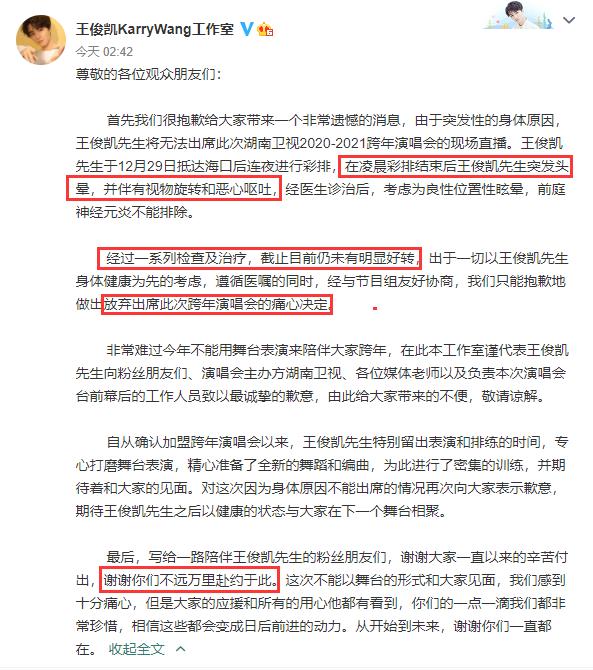 王俊凯KarryWang工作室
今天 02:42
尊敬的各位观众朋友们：
首先我们很抱歉给大家带来一个非常遗憾的消息，由于突发性的身体原因，
王俊凯先生将无法出席此次湖南卫视2020-2021跨年演唱会的现场直播。王俊凯
先生于12月29日抵达海口后连夜进行彩排，在凌晨彩排结束后王俊凯先生突发头
晕，并伴有视物旋转和恶心呕吐，经医生诊治后，考虑为良性位置性眩晕，前庭
神经元炎不能排除。
经过一系列检查及治疗，截止目前仍未有明显好转，出于一切以王俊凯先生
身体健康为先的考虑，遵循医嘱的同时，经与节目组友好协商，我们只能抱歉地
做出放弃出席此次跨年演唱会的痛心决定。
非常难过今年不能用舞台表演来陪伴大家跨年，在此本工作室谨代表王俊凯
先生向粉丝朋友们、演唱会主办方湖南卫视、各位媒体老师以及负责本次演唱会
台前幕后的工作人员致以最诚挚的歉意，由此给大家带来的不便，敬请谅解。
自从确认加盟跨年演唱会以来，王俊凯先生特别留出表演和排练的时间，专
心打磨舞台表演，精心准备了全新的舞蹈和编曲，为此进行了密集的训练，并期
待着和大家的见面。对这次因为身体原因不能出席的情况再次向大家表示歉意，
期待王俊凯先生之后以健康的状态与大家在下一个舞台相聚。
最后，写给一路陪伴王俊凯先生的粉丝朋友们，谢谢大家一直以来的辛苦付
出，谢谢你们不远万里赴约于此。这次不能以舞台的形式和大家见面，我们感到
十分痛心，但是大家的应援和所有的用心他都有看到，你们的一点一滴我们都非
常珍惜，相信这些都会变成日后前进的动力。从开始到未来，谢谢你们一直都
在。 收起全文